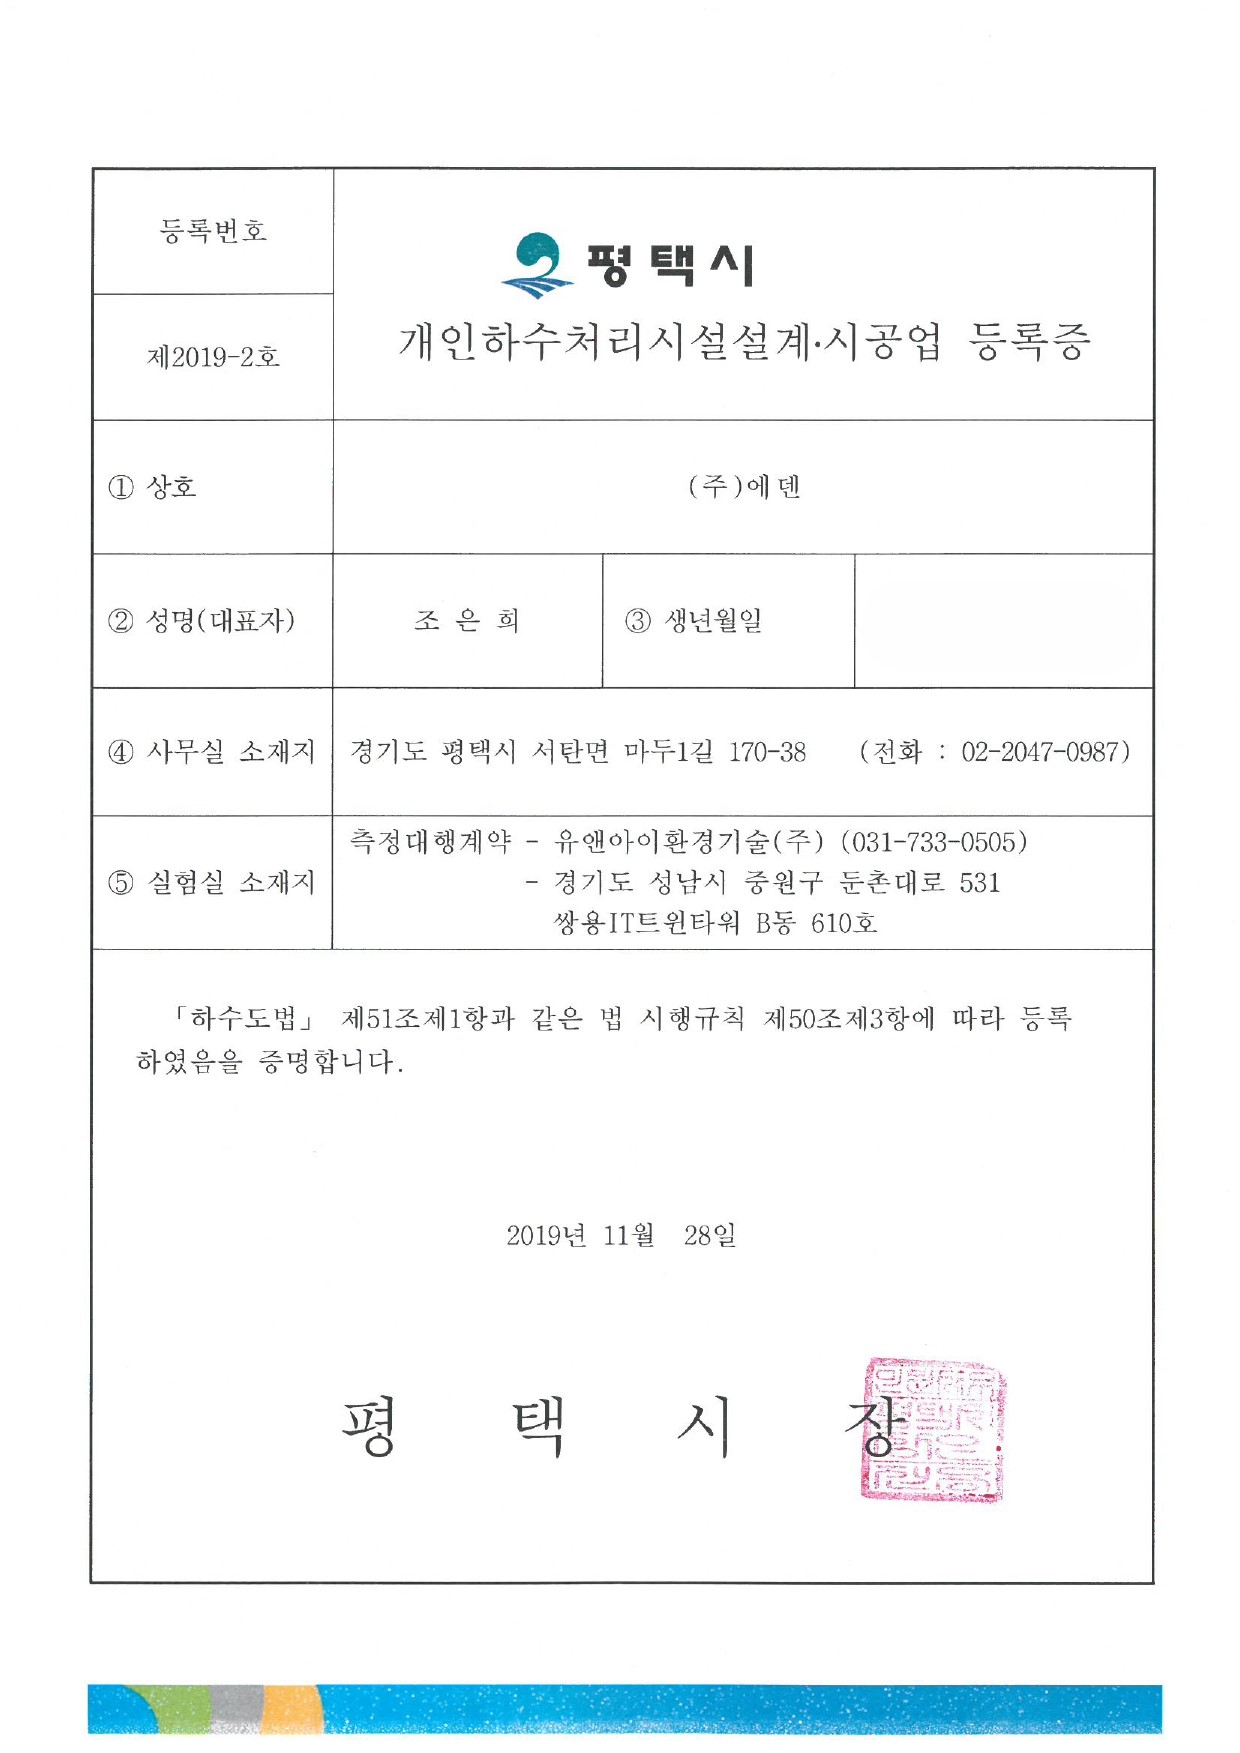 등록번호
평택시
개인하수처리시설설계·시공업 등록증
제2019-2호
① 상호
(주)에덴
② 성명(대표자)
조 은 희
③ 생년월일
④ 사무실 소재지
경기도 평택시 서탄면 마두1길 170-38 (전화 : 02-2047-0987)
⑤ 실험실 소재지
측정대행계약 - 유앤아이환경기술(주) (031-733-0505)
- 경기도 성남시 중원구 둔촌대로 531
쌍용IT트윈타워 B동 610호
「하수도법」 제51조제1항과 같은 법 시행규칙 제50조제3항에 따라 등록
하였음을 증명합니다.
2019년 11월 28일
평 택 시 장